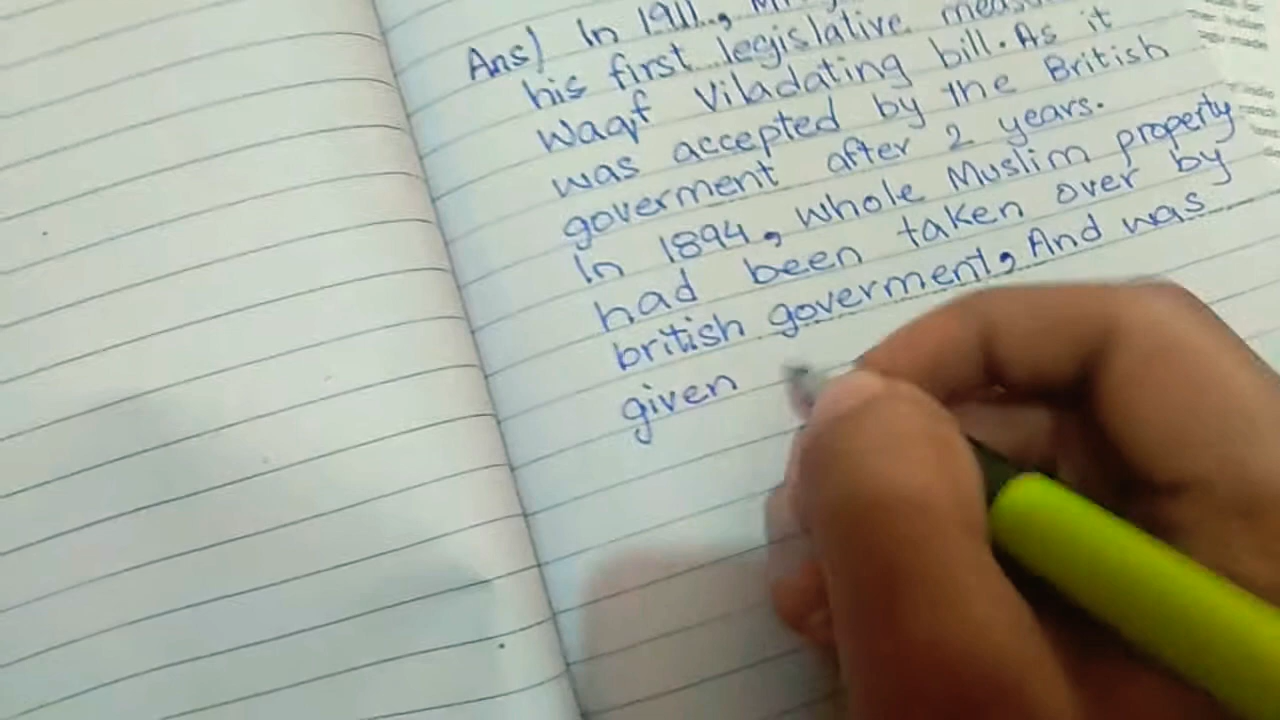 Ans) In 1911,
his first legislative
Waqf Viladating bill. As it
was accepted by the British
goverment after 2 years.
In 1894, whole Muslim property
had been taken over by
british goverment, And was
given